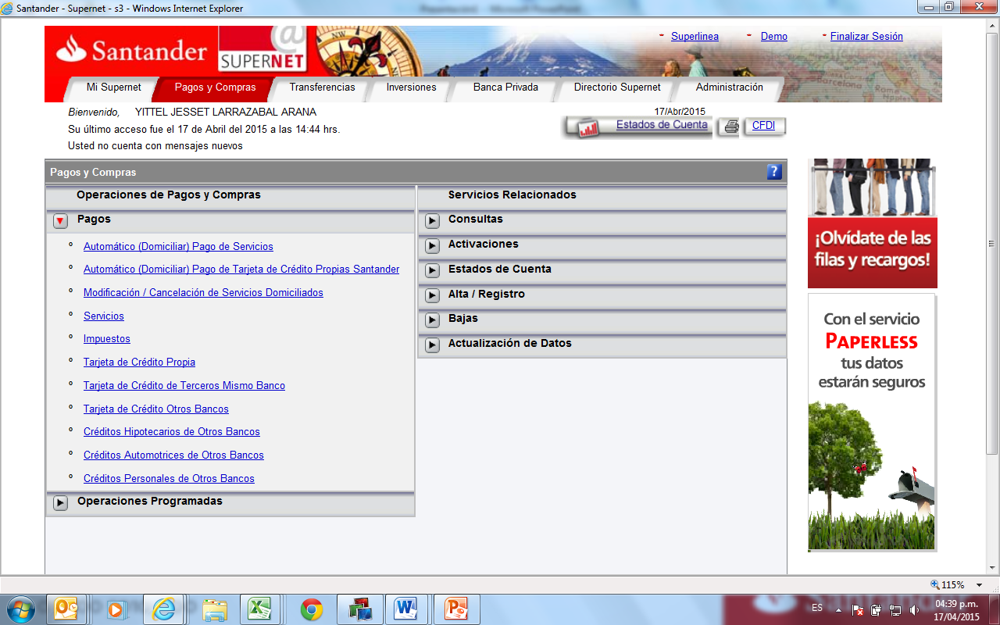 Santander - Supernet - s3 - Windows Internet Explorer
Santander
@
SUPERNET
NW
Superlinea
Demo
Finalizar Sesión
Barcelona
Mi Supernet
Pagos y Compras
Transferencias
Inversiones
Banca Privada
Directorio Supernet
Administración
Bienvenido, YITTEL JESSET LARRAZABAL ARANA
17/Abr/2015
Su último acceso fue el 17 de Abril del 2015 a las 14:44 hrs.
Estados de Cuenta
CFDI
Usted no cuenta con mensajes nuevos
Pagos y Compras
?
Operaciones de Pagos y Compras
Pagos
º Automático (Domiciliar) Pago de Servicios
º Automático (Domiciliar) Pago de Tarjeta de Crédito Propias Santander
º Modificación / Cancelación de Servicios Domiciliados
º Servicios
º Impuestos
º Tarjeta de Crédito Propia
º Tarjeta de Crédito de Terceros Mismo Banco
º Tarjeta de Crédito Otros Bancos
º Créditos Hipotecarios de Otros Bancos
º Créditos Automotrices de Otros Bancos
º Créditos Personales de Otros Bancos
Operaciones Programadas
Servicios Relacionados
Consultas
Activaciones
Estados de Cuenta
Alta / Registro
Bajas
Actualización de Datos
¡Olvídate de las
filas y recargos!
Con el servicio
PAPERLESS
tus datos
estarán seguros
115%
ES
04:39 p.m.
17/04/2015